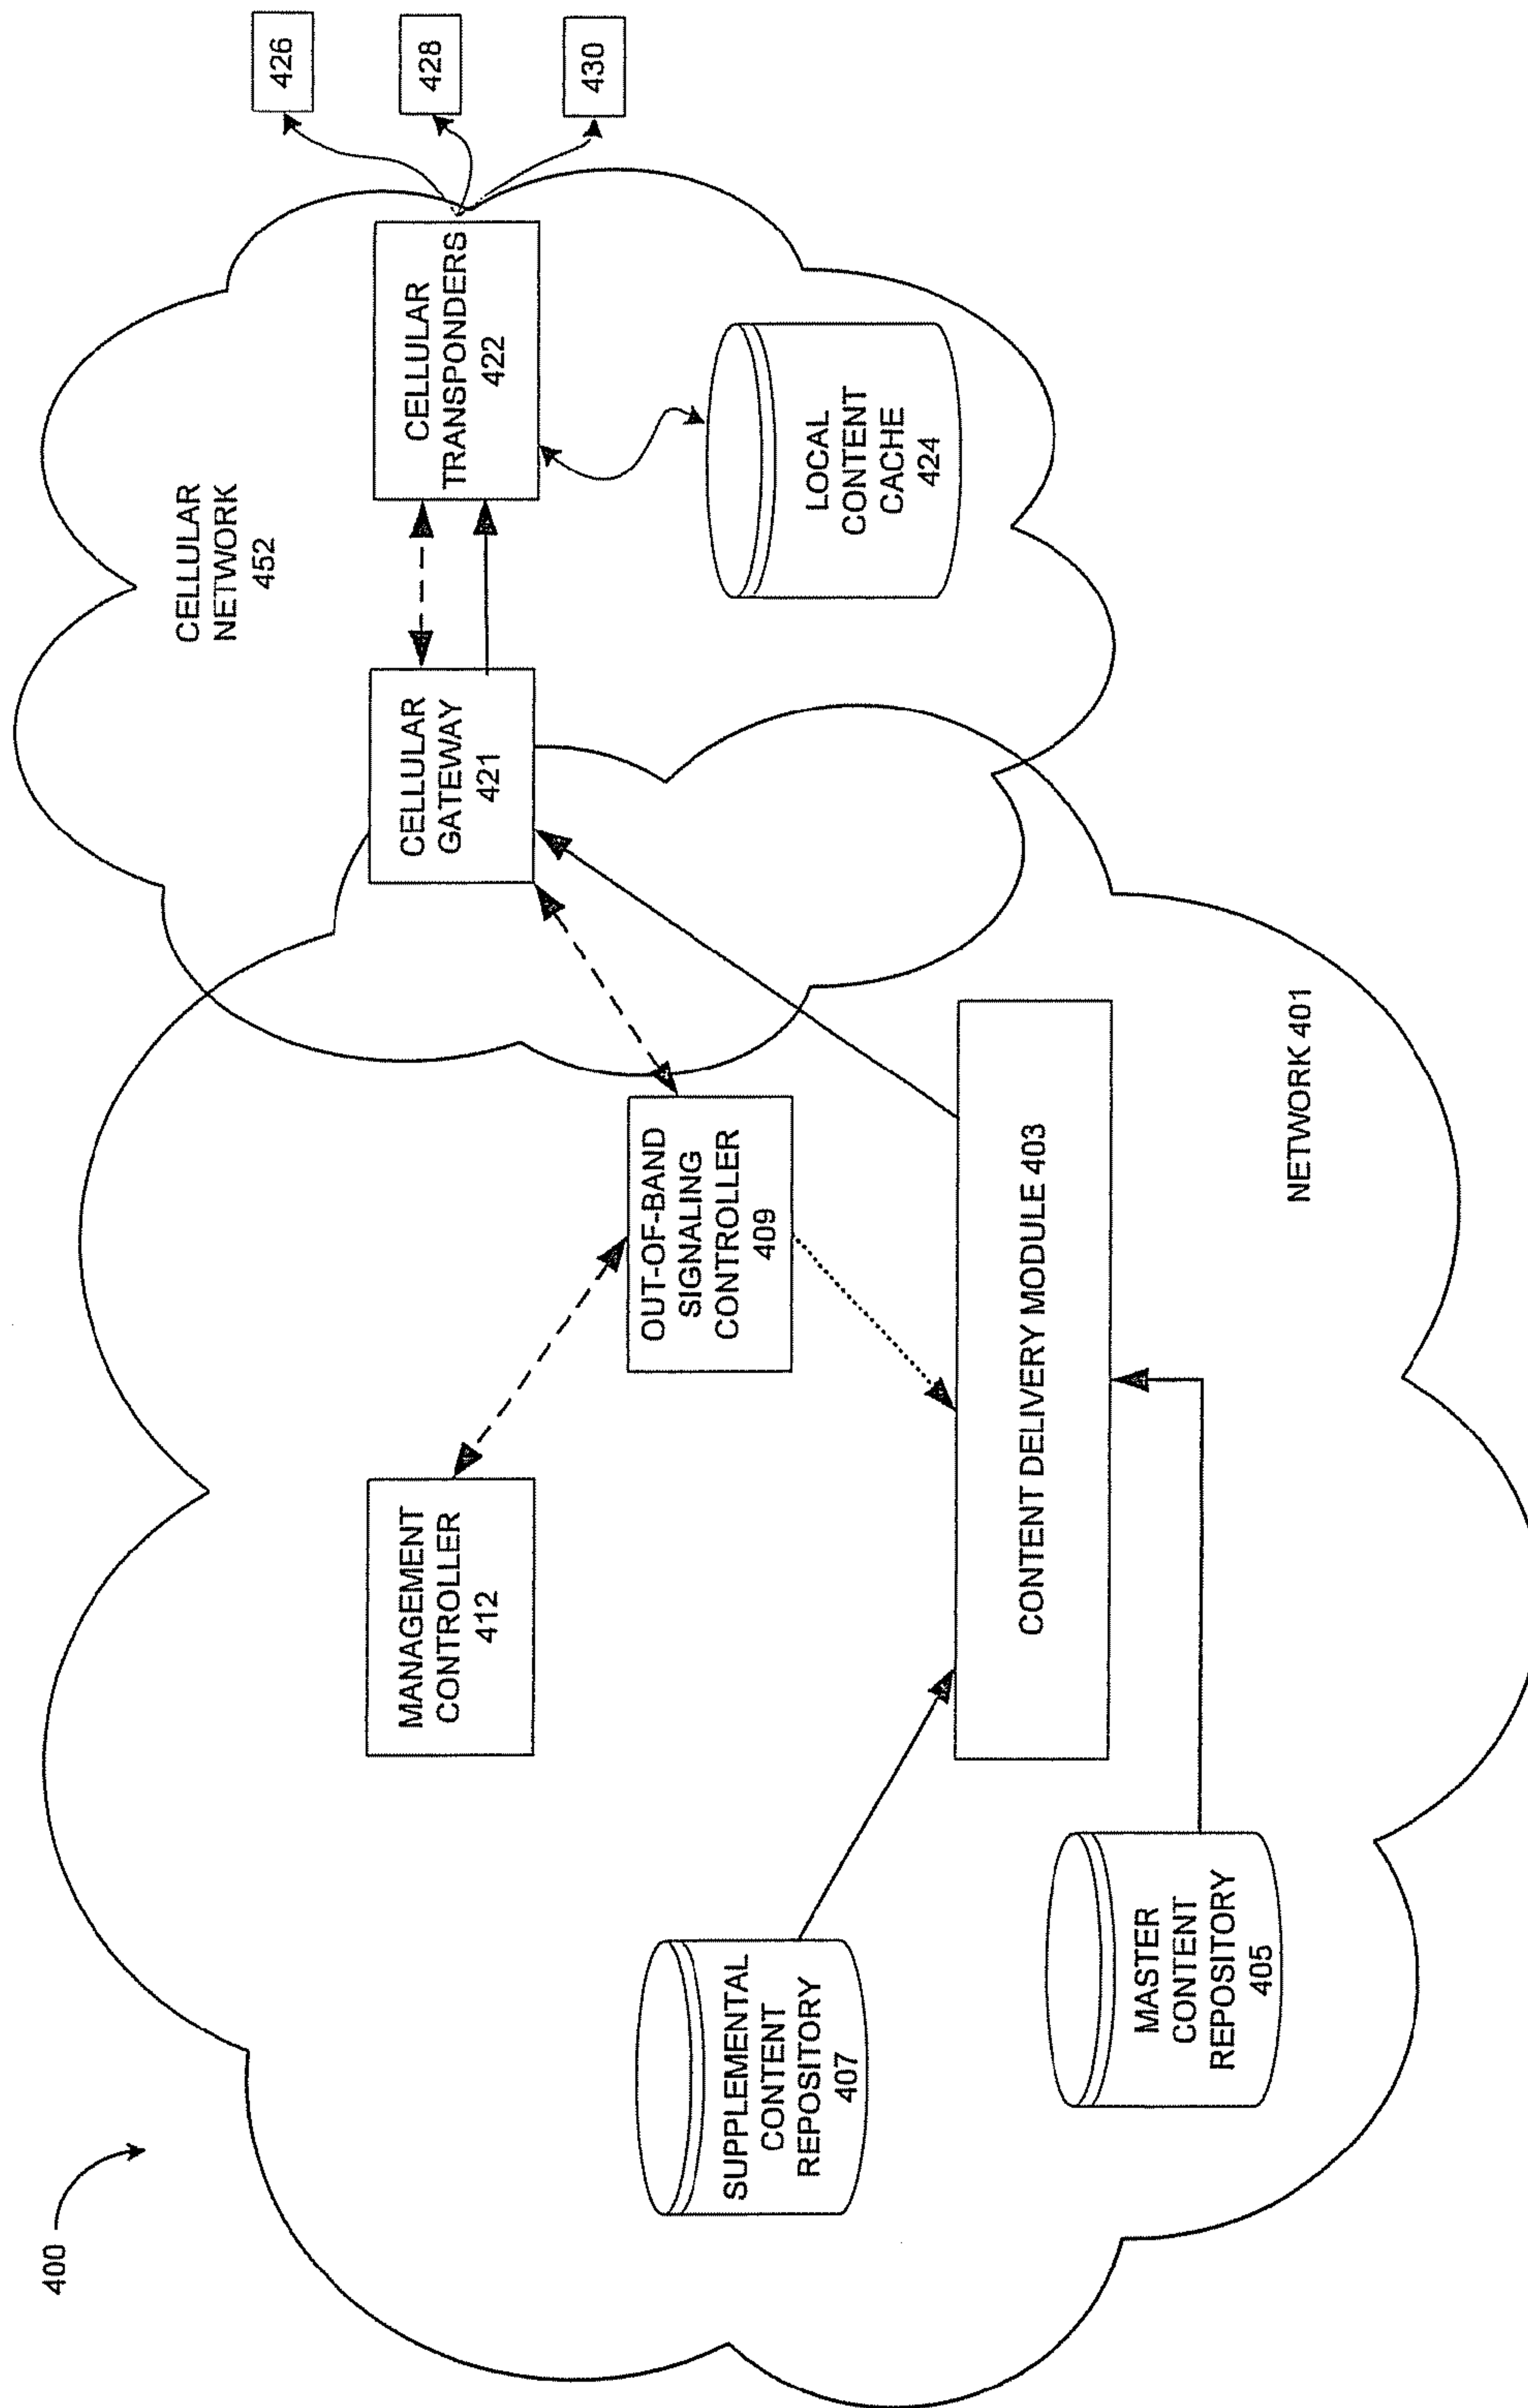 400
CELLULAR
NETWORK
452
426
428
430
MANAGEMENT
CONTROLLER
412
CELLULAR
GATEWAY
421
CELLULAR
TRANSPONDERS
422
OUT-OF-BAND
SIGNALING
CONTROLLER
409
SUPPLEMENTAL
CONTENT
REPOSITORY
407
LOCAL
CONTENT
CACHE
424
CONTENT DELIVERY MODULE 403
MASTER
CONTENT
REPOSITORY
405
NETWORK 401